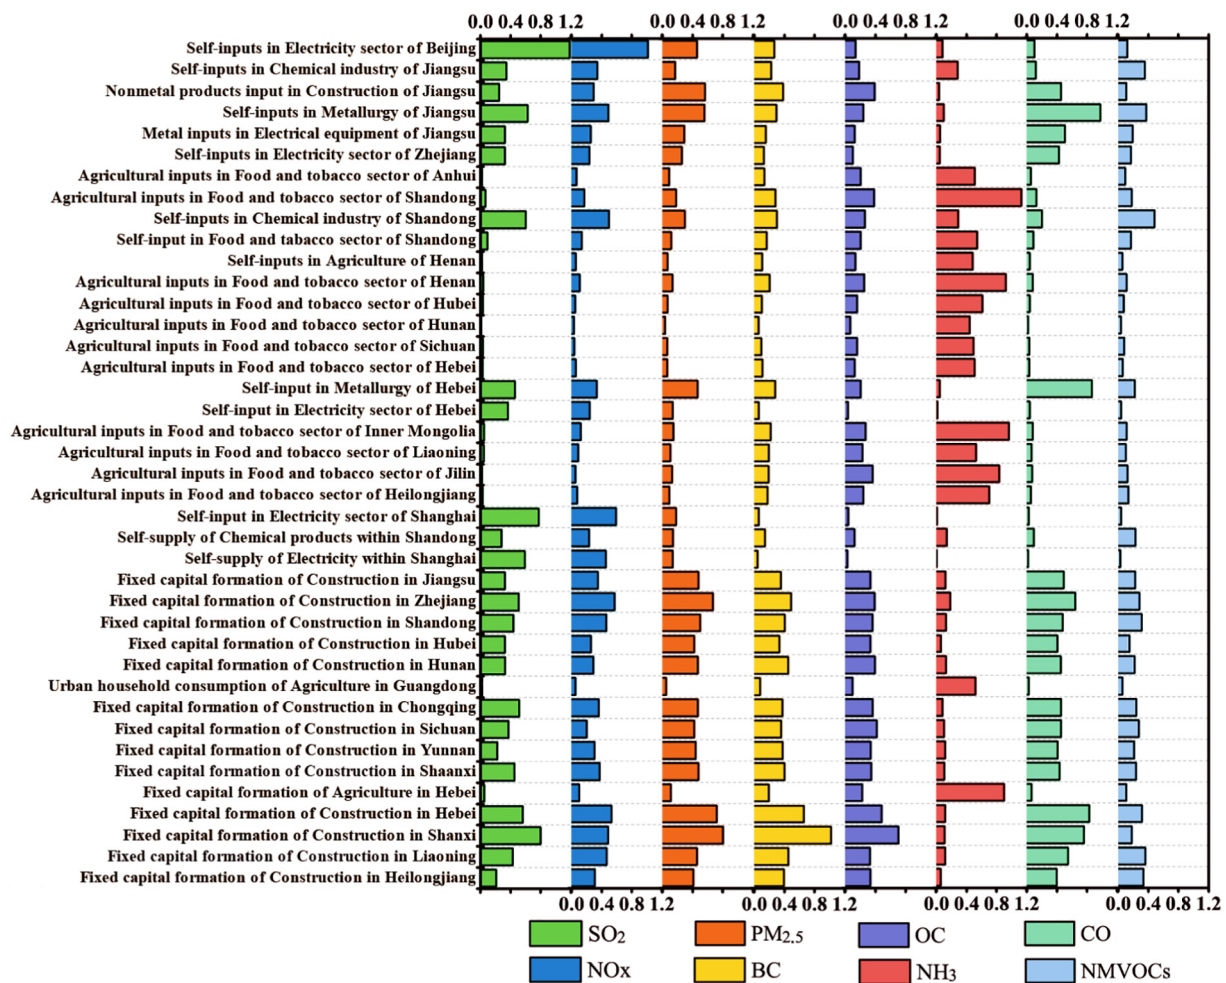 0.0 0.4 0.8 1.2 0.0 0.4 0.8 1.2 0.0 0.4 0.8 1.2 0.0 0.4 0.8 1.2
Self-inputs in Electricity sector of Beijing
Self-inputs in Chemical industry of Jiangsu
Nonmetal products input in Construction of Jiangsu
Self-inputs in Metallurgy of Jiangsu
Metal inputs in Electrical equipment of Jiangsu
Self-inputs in Electricity sector of Zhejiang
Agricultural inputs in Food and tobacco sector of Anhui
Agricultural inputs in Food and tobacco sector of Shandong
Self-inputs in Chemical industry of Shandong
Self-input in Food and tabacco sector of Shandong
Self-inputs in Agriculture of Henan
Agricultural inputs in Food and tobacco sector of Henan
Agricultural inputs in Food and tobacco sector of Hubei
Agricultural inputs in Food and tobacco sector of Hunan
Agricultural inputs in Food and tobacco sector of Sichuan
Agricultural inputs in Food and tobacco sector of Hebei
Self-input in Metallurgy of Hebei
Self-input in Electricity sector of Hebei
Agricultural inputs in Food and tobacco sector of Inner Mongolia
Agricultural inputs in Food and tobacco sector of Liaoning
Agricultural inputs in Food and tobacco sector of Jilin
Agricultural inputs in Food and tobacco sector of Heilongjiang
Self-input in Electricity sector of Shanghai
Self-supply of Chemical products within Shandong
Self-supply of Electricity within Shanghai
Fixed capital formation of Construction in Jiangsu
Fixed capital formation of Construction in Zhejiang
Fixed capital formation of Construction in Shandong
Fixed capital formation of Construction in Hubei
Fixed capital formation of Construction in Hunan
Urban household consumption of Agriculture in Guangdong
Fixed capital formation of Construction in Chongqing
Fixed capital formation of Construction in Sichuan
Fixed capital formation of Construction in Yunnan
Fixed capital formation of Construction in Shaanxi
Fixed capital formation of Agriculture in Hebei
Fixed capital formation of Construction in Hebei
Fixed capital formation of Construction in Shanxi
Fixed capital formation of Construction in Liaoning
Fixed capital formation of Construction in Heilongjiang
0.0 0.4 0.8 1.2 0.0 0.4 0.8 1.2 0.0 0.4 0.8 1.2 0.0 0.4 0.8 1.2
SO2 PM2.5 OC CO
NOx BC NH3 NMVOCs